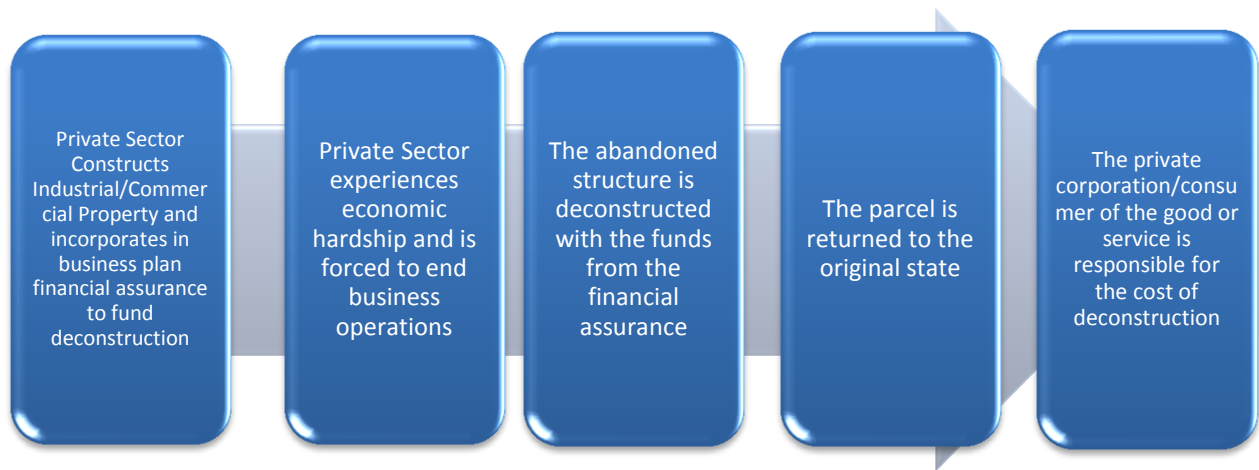 Private Sector
Constructs
Industrial/Commer
cial Property and
incorporates in
business plan
financial assurance
to fund
deconstruction
Private Sector
experiences
economic
hardship and is
forced to end
business
operations
The abandoned
structure is
deconstructed
with the funds
from the
financial
assurance
The parcel is
returned to the
original state
The private
corporation/consu
mer of the good or
service is
responsible for
the cost of
deconstruction